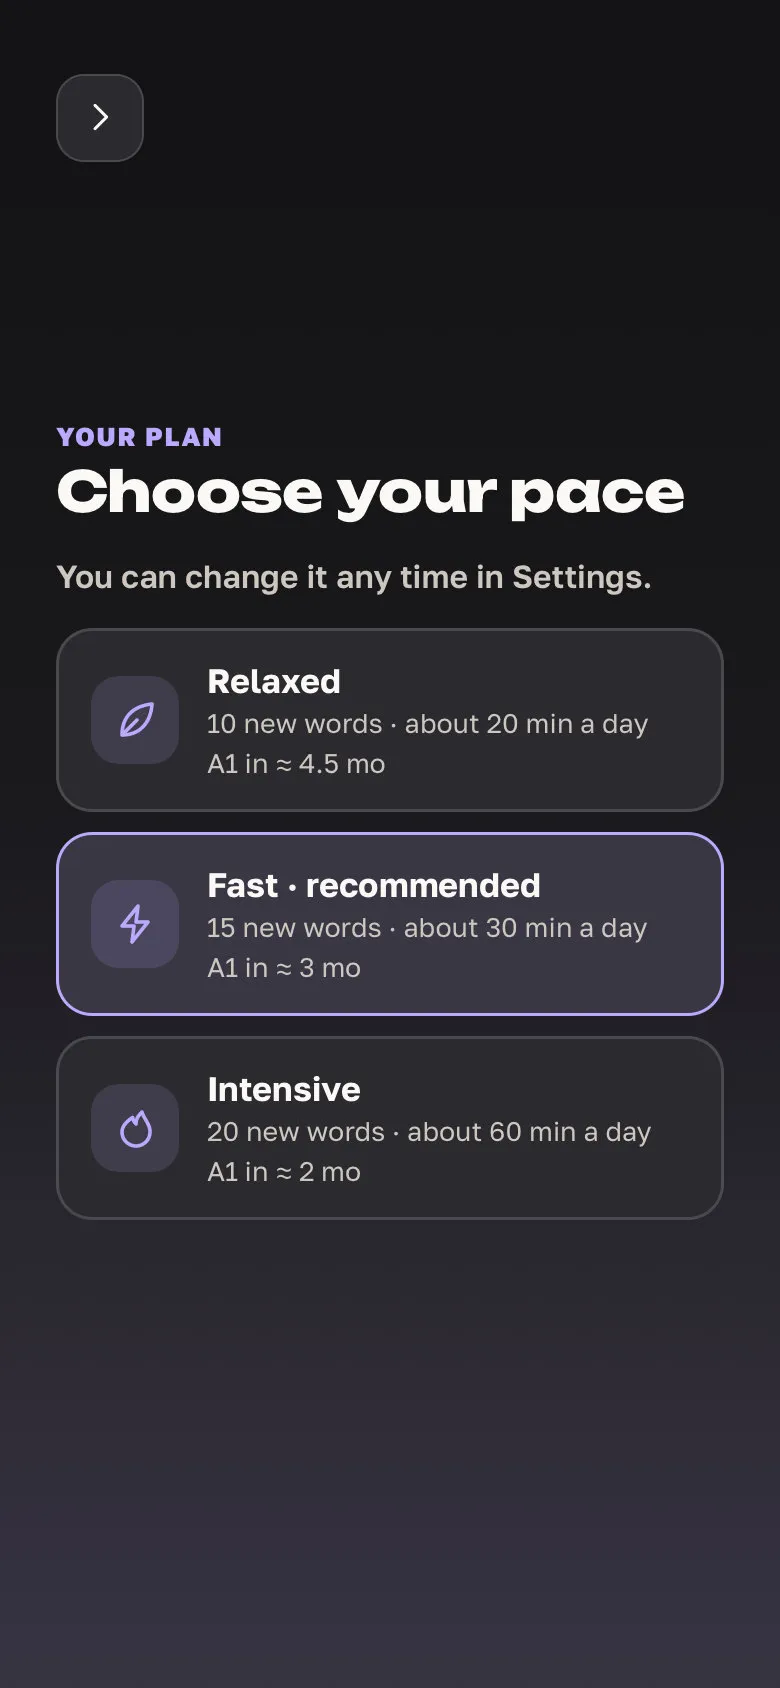 YOUR PLAN
Choose your pace
You can change it any time in Settings.
Relaxed
10 new words · about 20 min a day
A1 in ≈ 4.5 mo
Fast · recommended
15 new words · about 30 min a day
A1 in ≈ 3 mo
Intensive
20 new words · about 60 min a day
A1 in ≈ 2 mo